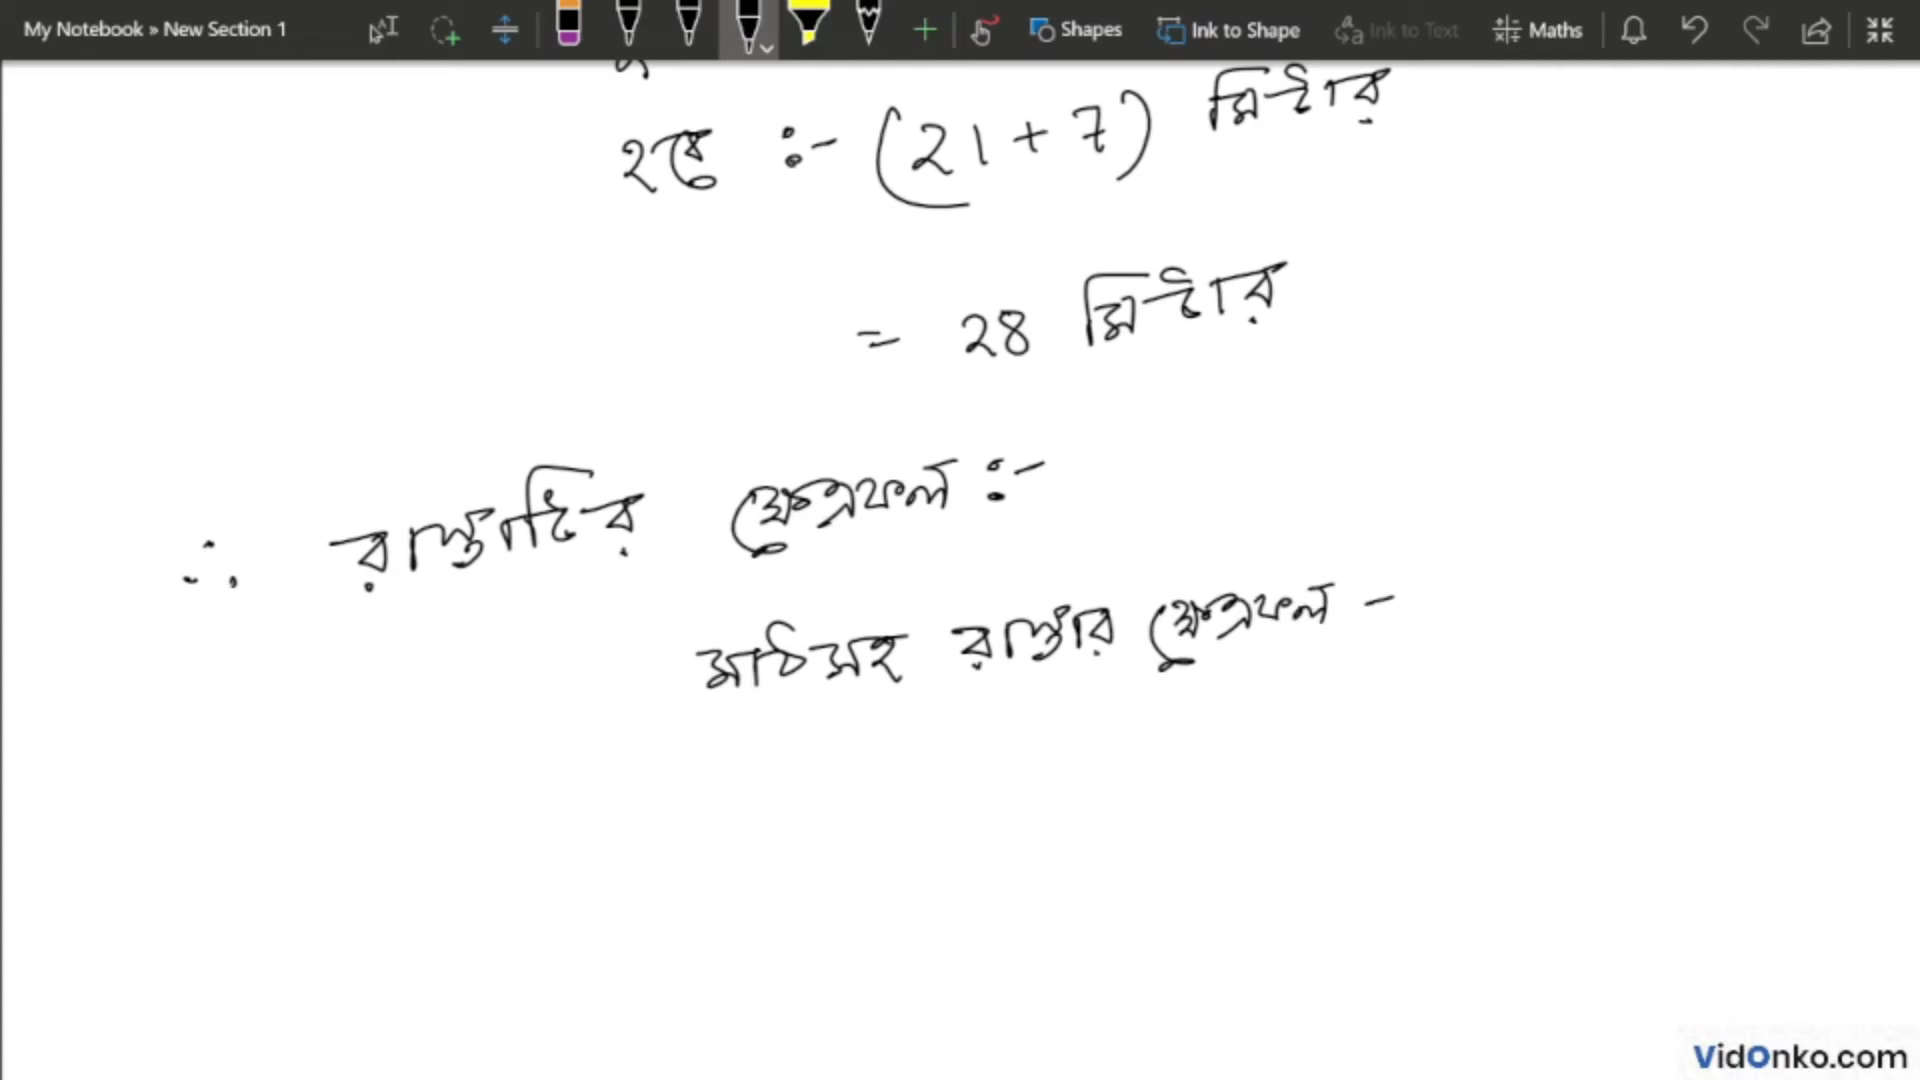 My Notebook » New Section 1 Shapes Ink to Shape Ink to Text Maths
হবে :- (21+7) মিটার
= 28 মিটার
∴ রাস্তাটির ক্ষেত্রফল :-
মাঠসহ রাস্তার ক্ষেত্রফল -
VidOnko.com